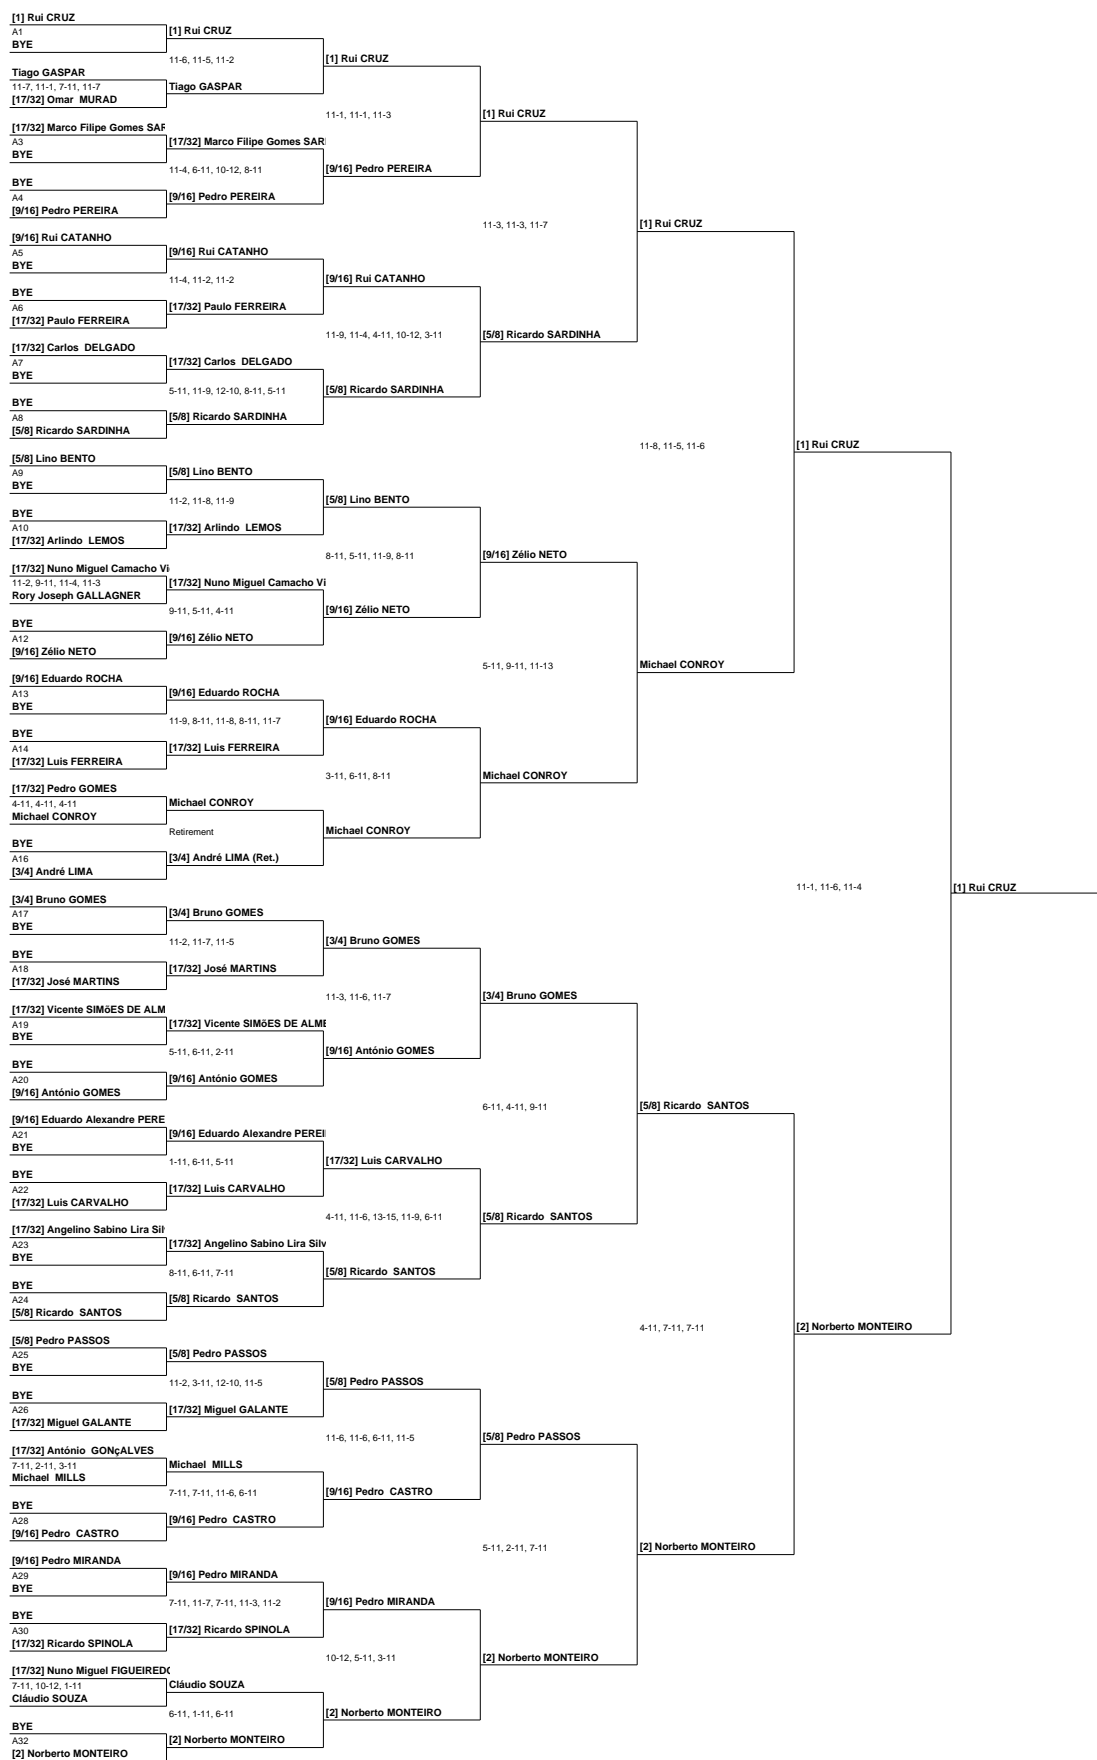 [1] Rui CRUZ
A1
BYE
Tiago GASPAR
11-7, 11-1, 7-11, 11-7
[17/32] Omar MURAD
[17/32] Marco Filipe Gomes SAR
A3
BYE
BYE
A4
[9/16] Pedro PEREIRA
[9/16] Rui CATANHO
A5
BYE
BYE
A6
[17/32] Paulo FERREIRA
[17/32] Carlos DELGADO
A7
BYE
BYE
A8
[5/8] Ricardo SARDINHA
[5/8] Lino BENTO
A9
BYE
BYE
A10
[17/32] Arlindo LEMOS
[17/32] Nuno Miguel Camacho Vi
11-2, 9-11, 11-4, 11-3
Rory Joseph GALLAGNER
BYE
A12
[9/16] Zélio NETO
[9/16] Eduardo ROCHA
A13
BYE
BYE
A14
[17/32] Luis FERREIRA
[17/32] Pedro GOMES
4-11, 4-11, 4-11
Michael CONROY
BYE
A16
[3/4] André LIMA
[3/4] Bruno GOMES
A17
BYE
BYE
A18
[17/32] José MARTINS
[17/32] Vicente SIMõES DE ALM
A19
BYE
BYE
A20
[9/16] António GOMES
[9/16] Eduardo Alexandre PERE
A21
BYE
BYE
A22
[17/32] Luis CARVALHO
[17/32] Angelino Sabino Lira Sil
A23
BYE
BYE
A24
[5/8] Ricardo SANTOS
[5/8] Pedro PASSOS
A25
BYE
BYE
A26
[17/32] Miguel GALANTE
[17/32] António GONçALVES
7-11, 2-11, 3-11
Michael MILLS
BYE
A28
[9/16] Pedro CASTRO
[9/16] Pedro MIRANDA
A29
BYE
BYE
A30
[17/32] Ricardo SPINOLA
[17/32] Nuno Miguel FIGUEIREDO
7-11, 10-12, 1-11
Cláudio SOUZA
BYE
A32
[2] Norberto MONTEIRO
[1] Rui CRUZ
11-6, 11-5, 11-2
Tiago GASPAR
[17/32] Marco Filipe Gomes SAR
11-4, 6-11, 10-12, 8-11
[9/16] Pedro PEREIRA
[9/16] Rui CATANHO
11-4, 11-2, 11-2
[17/32] Paulo FERREIRA
[17/32] Carlos DELGADO
5-11, 11-9, 12-10, 8-11, 5-11
[5/8] Ricardo SARDINHA
[5/8] Lino BENTO
11-2, 11-8, 11-9
[17/32] Arlindo LEMOS
[17/32] Nuno Miguel Camacho Vi
9-11, 5-11, 4-11
[9/16] Zélio NETO
[9/16] Eduardo ROCHA
11-9, 8-11, 11-8, 8-11, 11-7
[17/32] Luis FERREIRA
Michael CONROY
Retirement
[3/4] André LIMA (Ret.)
[3/4] Bruno GOMES
11-2, 11-7, 11-5
[17/32] José MARTINS
[17/32] Vicente SIMõES DE ALME
5-11, 6-11, 2-11
[9/16] António GOMES
[9/16] Eduardo Alexandre PEREI
1-11, 6-11, 5-11
[17/32] Luis CARVALHO
[17/32] Angelino Sabino Lira Silv
8-11, 6-11, 7-11
[5/8] Ricardo SANTOS
[5/8] Pedro PASSOS
11-2, 3-11, 12-10, 11-5
[17/32] Miguel GALANTE
Michael MILLS
7-11, 7-11, 11-6, 6-11
[9/16] Pedro CASTRO
[9/16] Pedro MIRANDA
7-11, 11-7, 7-11, 11-3, 11-2
[17/32] Ricardo SPINOLA
Cláudio SOUZA
6-11, 1-11, 6-11
[2] Norberto MONTEIRO
[1] Rui CRUZ
11-1, 11-1, 11-3
[9/16] Pedro PEREIRA
[9/16] Rui CATANHO
11-9, 11-4, 4-11, 10-12, 3-11
[5/8] Ricardo SARDINHA
[5/8] Lino BENTO
8-11, 5-11, 11-9, 8-11
[9/16] Zélio NETO
[9/16] Eduardo ROCHA
3-11, 6-11, 8-11
Michael CONROY
[3/4] Bruno GOMES
11-3, 11-6, 11-7
[9/16] António GOMES
[17/32] Luis CARVALHO
4-11, 11-6, 13-15, 11-9, 6-11
[5/8] Ricardo SANTOS
[5/8] Pedro PASSOS
11-6, 11-6, 6-11, 11-5
[9/16] Pedro CASTRO
[9/16] Pedro MIRANDA
10-12, 5-11, 3-11
[2] Norberto MONTEIRO
[1] Rui CRUZ
11-3, 11-3, 11-7
[5/8] Ricardo SARDINHA
[9/16] Zélio NETO
5-11, 9-11, 11-13
Michael CONROY
[3/4] Bruno GOMES
6-11, 4-11, 9-11
[5/8] Ricardo SANTOS
[5/8] Pedro PASSOS
5-11, 2-11, 7-11
[2] Norberto MONTEIRO
[1] Rui CRUZ
11-8, 11-5, 11-6
Michael CONROY
[5/8] Ricardo SANTOS
4-11, 7-11, 7-11
[2] Norberto MONTEIRO
[1] Rui CRUZ
11-1, 11-6, 11-4
[2] Norberto MONTEIRO
[1] Rui CRUZ